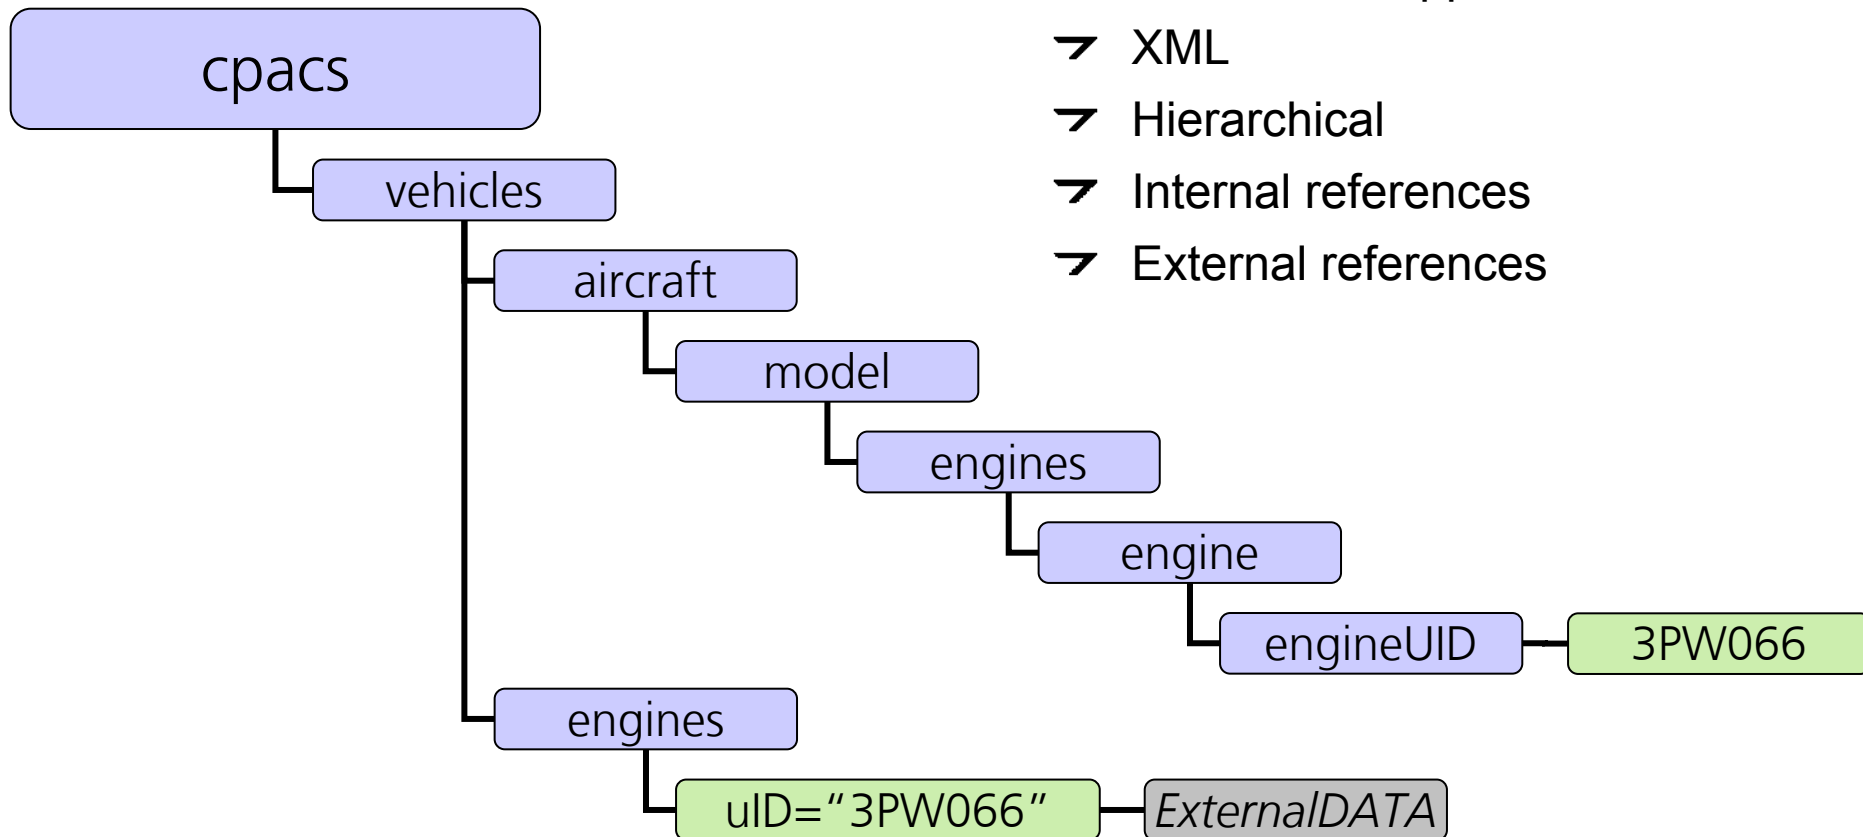 cpacs
XML
Hierarchical
vehicles
Internal references
External references
aircraft
model
engines
engine
engineUID
3PW066
engines
uID="3PW066"
ExternalDATA